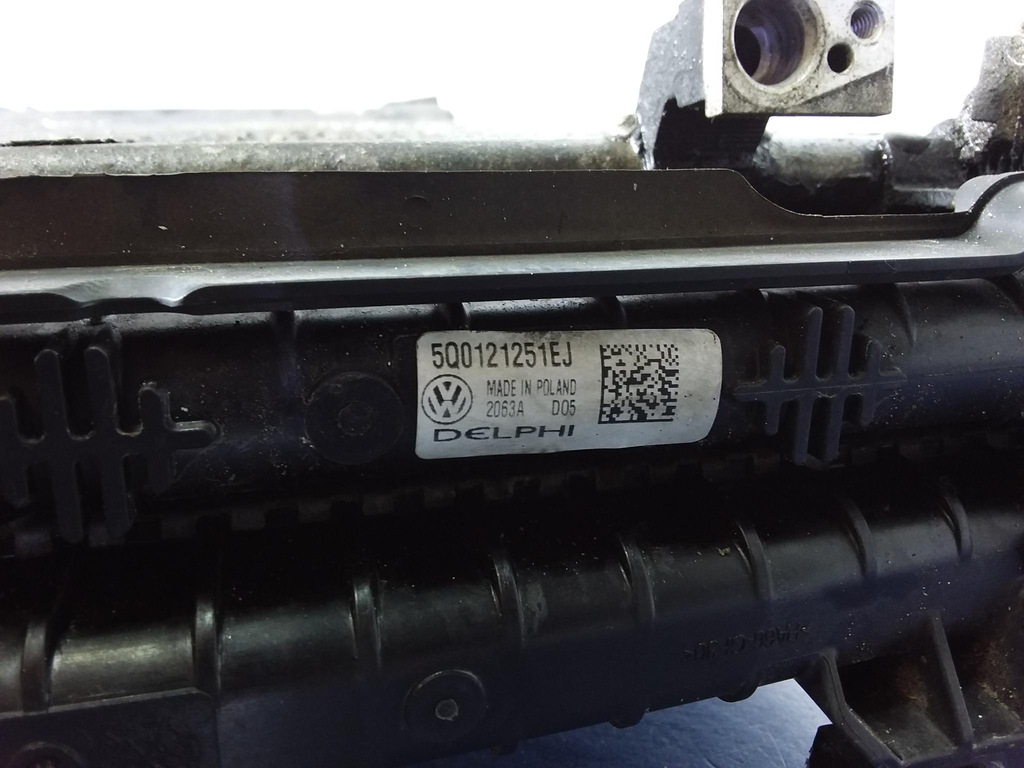 5Q0121251EJ
MADE IN POLAND
2063A D05
DELPHI